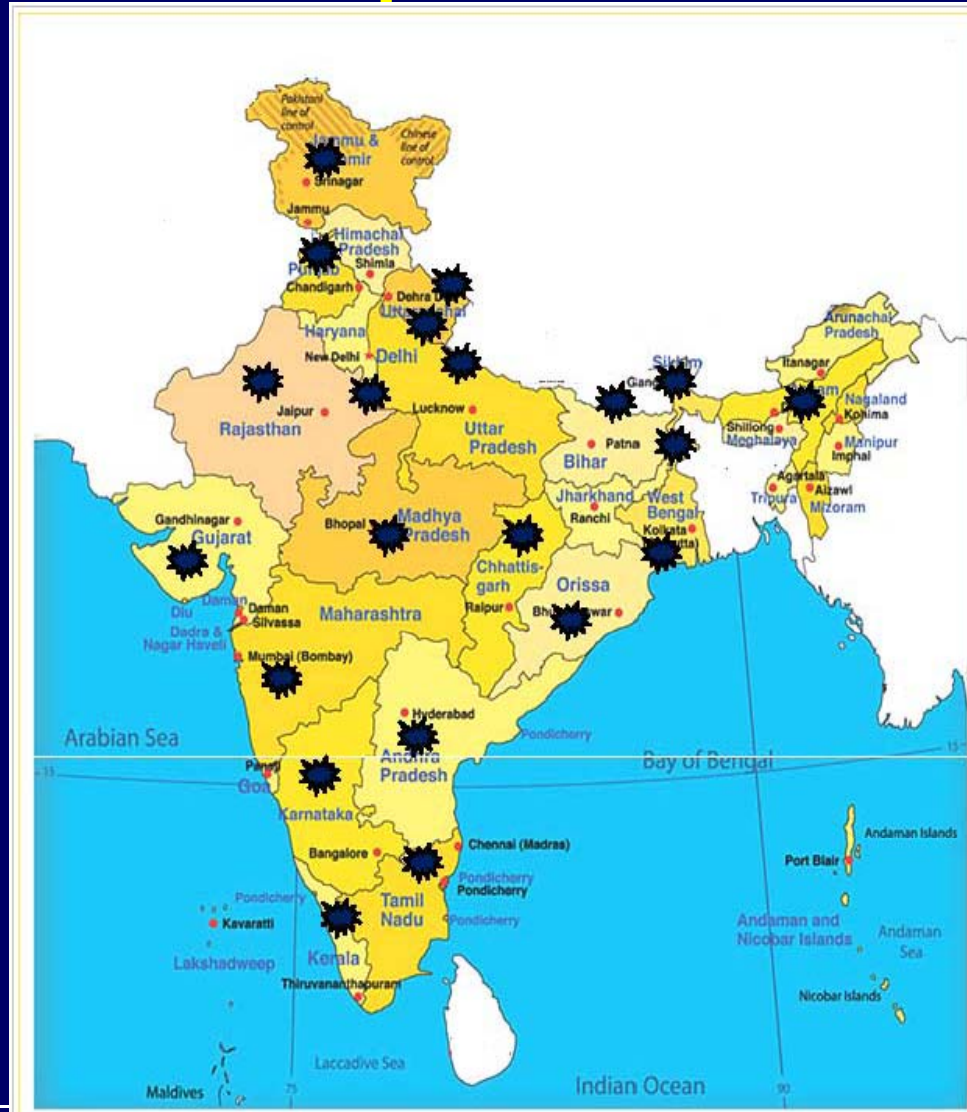 Pakistani
line of
control
Chinese
line of
control
Jammu &
Srinagar
Jammu
Himachal
Pradesh
Shimla
Chandigarh
Dehra
Haryana
New Delhi
Delhi
Itanagar
Arunachal
Pradesh
Rajasthan
Jaipur
Lucknow
Uttar
Pradesh
Patna
Bihar
Shillong
Meghalaya
Nagaland
Kohima
Manipur
Imphal
Agartala
Tripura
Aizawl
Mizoram
Jharkhand
Ranchi
West
Bengal
Kolkata
Gandhinagar
Gujarat
Bhopal
Madhya
Pradesh
Chhattis-
garh
Raipur
Orissa
Daman
Diu
Daman
Silvassa
Dadra &
Nagar Haveli
Maharashtra
Mumbai (Bombay)
Hyderabad
Andhra
Pradesh
Pondicherry
Arabian Sea
Bay of Bengal
15
15
Goa
Karnataka
Bangalore
Chennai (Madras)
Pondicherry
Pondicherry
Tamil
Nadu
Pondicherry
Pondicherry
Kavaratti
Lakshadweep
Kerala
Thiruvananthapuram
Andaman Islands
Port Blair
Andaman and
Nicobar Islands
Andaman
Sea
Nicobar Islands
Laccadive Sea
Maldives
75
Indian Ocean
90